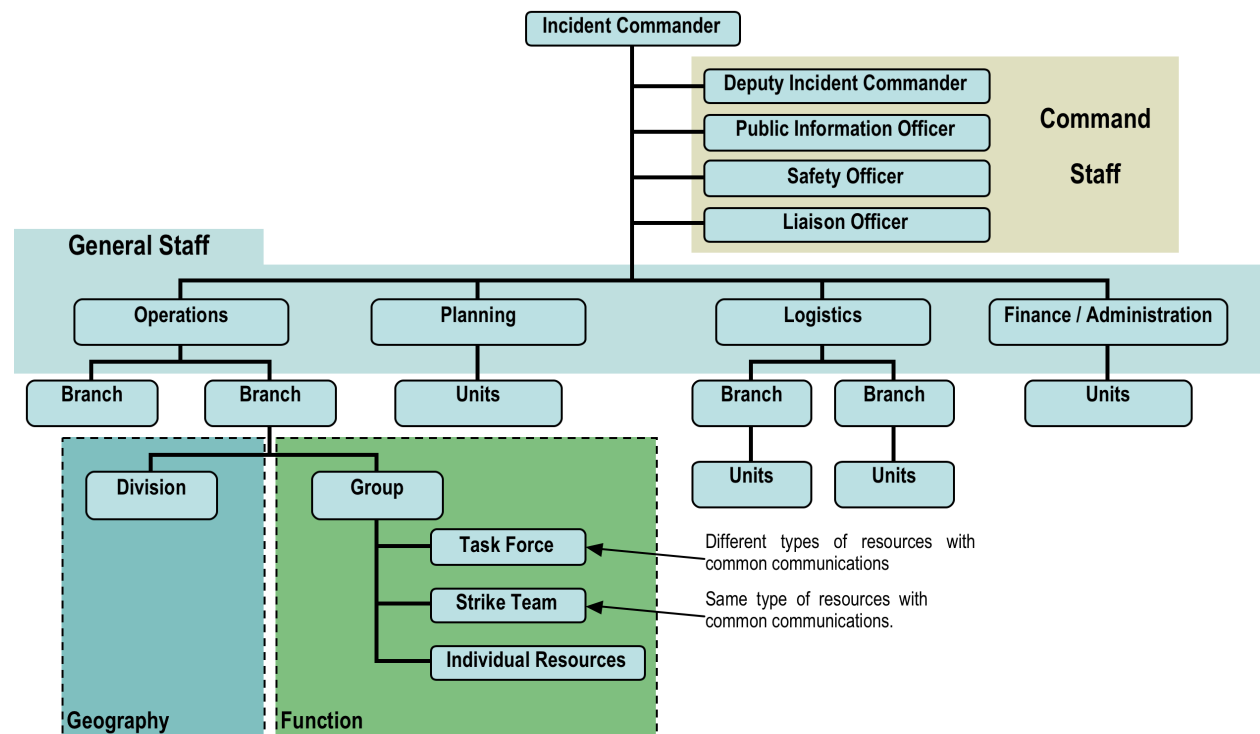 Incident Commander
Deputy Incident Commander
Public Information Officer
Safety Officer
Liaison Officer
Command
Staff
General Staff
Operations
Planning
Logistics
Finance / Administration
Branch
Branch
Units
Branch
Branch
Units
Units
Units
Division
Group
Task Force
Strike Team
Individual Resources
Different types of resources with
common communications
Same type of resources with
common communications.
Geography
Function